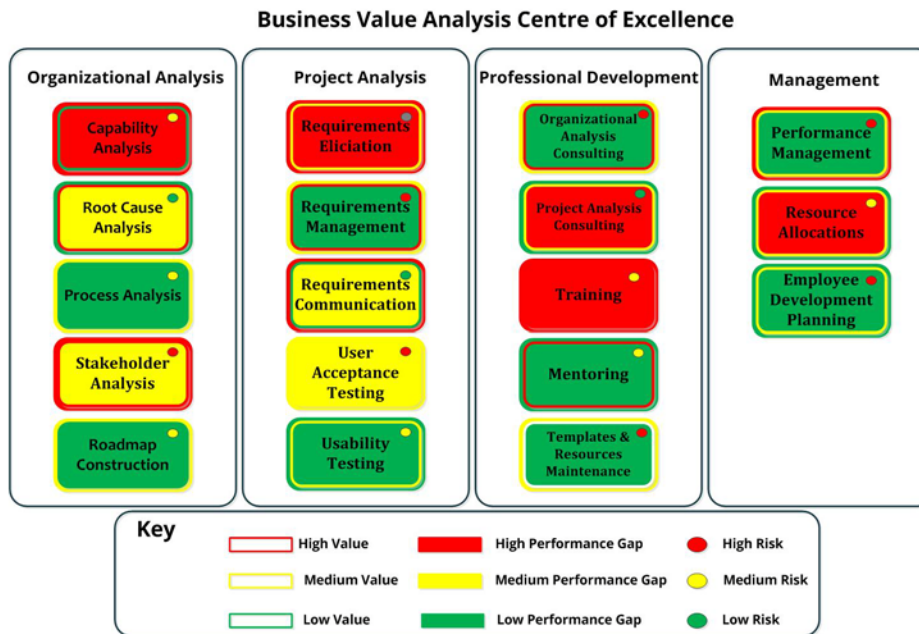 Business Value Analysis Centre of Excellence
Organizational Analysis
Capability
Analysis
Root Cause
Analysis
Process Analysis
Stakeholder
Analysis
Roadmap
Construction
Project Analysis
Requirements
Eliciation
Requirements
Management
Requirements
Communication
User
Acceptance
Testing
Usability
Testing
Professional Development
Organizational
Analysis
Consulting
Project Analysis
Consulting
Training
Mentoring
Templates &
Resources
Maintenance
Management
Performance
Management
Resource
Allocations
Employee
Development
Planning
Key
High Value
High Performance Gap
High Risk
Medium Value
Medium Performance Gap
Medium Risk
Low Value
Low Performance Gap
Low Risk